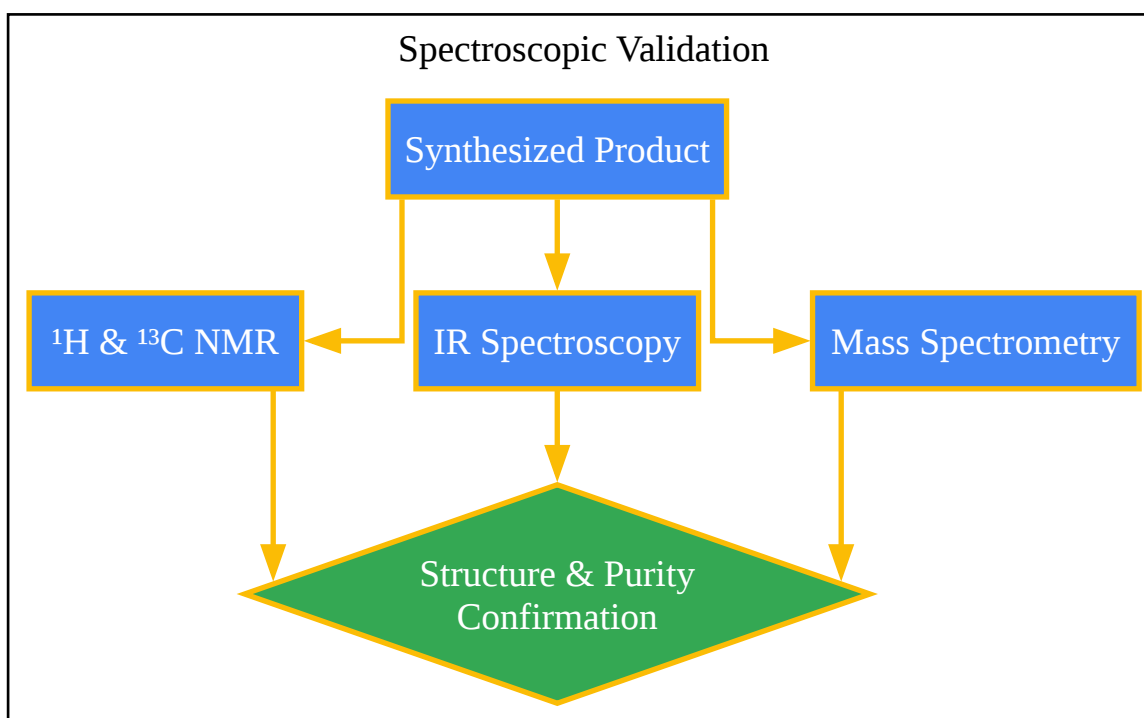 Spectroscopic Validation
Synthesized Product
¹H & ¹³C NMR
IR Spectroscopy
Mass Spectrometry
Structure & Purity
Confirmation